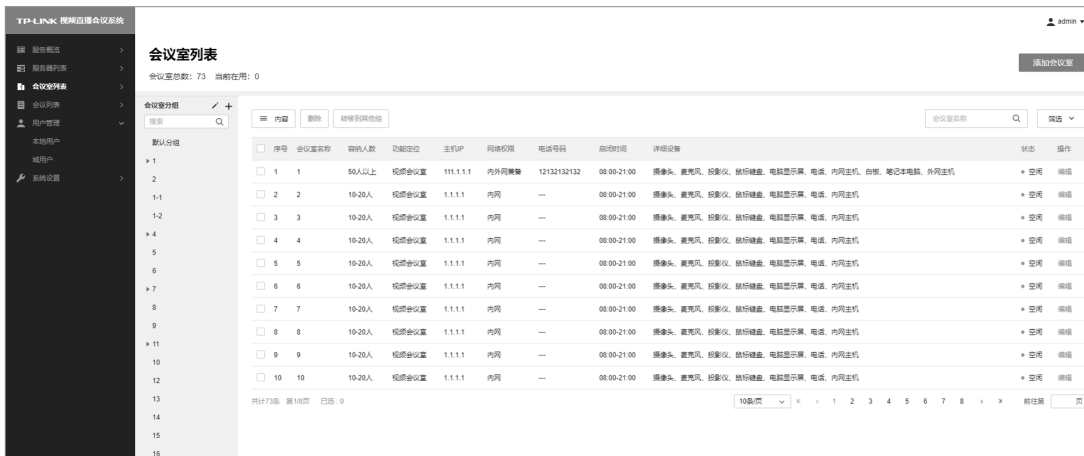 TP-LINK 视频直播会议系统
admin
服务概览
服务器列表
会议室列表
会议列表
用户管理
本地用户
域用户
系统设置
会议室列表
会议室总数：73 当前在用：0
添加会议室
会议室分组
搜索
默认分组
1
2
1-1
1-2
4
5
6
7
8
9
11
10
12
13
14
15
16
内容 删除 转移到其他组
会议室名称
筛选
序号 会议室名称 容纳人数 功能定位 主机IP 网络权限 电话号码 启闭时间 详细设备 状态 操作
1 1 50人以上 视频会议室 111.1.1.1 内外网兼备 12132132132 08:00-21:00 摄像头、麦克风、投影仪、鼠标键盘、电脑显示屏、电话、内网主机、白板、笔记本电脑、外网主机 空闲 编辑
2 2 10-20人 视频会议室 1.1.1.1 内网 --- 08:00-21:00 摄像头、麦克风、投影仪、鼠标键盘、电脑显示屏、电话、内网主机 空闲 编辑
3 3 10-20人 视频会议室 1.1.1.1 内网 --- 08:00-21:00 摄像头、麦克风、投影仪、鼠标键盘、电脑显示屏、电话、内网主机 空闲 编辑
4 4 10-20人 视频会议室 1.1.1.1 内网 --- 08:00-21:00 摄像头、麦克风、投影仪、鼠标键盘、电脑显示屏、电话、内网主机 空闲 编辑
5 5 10-20人 视频会议室 1.1.1.1 内网 --- 08:00-21:00 摄像头、麦克风、投影仪、鼠标键盘、电脑显示屏、电话、内网主机 空闲 编辑
6 6 10-20人 视频会议室 1.1.1.1 内网 --- 08:00-21:00 摄像头、麦克风、投影仪、鼠标键盘、电脑显示屏、电话、内网主机 空闲 编辑
7 7 10-20人 视频会议室 1.1.1.1 内网 --- 08:00-21:00 摄像头、麦克风、投影仪、鼠标键盘、电脑显示屏、电话、内网主机 空闲 编辑
8 8 10-20人 视频会议室 1.1.1.1 内网 --- 08:00-21:00 摄像头、麦克风、投影仪、鼠标键盘、电脑显示屏、电话、内网主机 空闲 编辑
9 9 10-20人 视频会议室 1.1.1.1 内网 --- 08:00-21:00 摄像头、麦克风、投影仪、鼠标键盘、电脑显示屏、电话、内网主机 空闲 编辑
10 10 10-20人 视频会议室 1.1.1.1 内网 --- 08:00-21:00 摄像头、麦克风、投影仪、鼠标键盘、电脑显示屏、电话、内网主机 空闲 编辑
共计73条 第1/8页 已选：0 10条/页 1 2 3 4 5 6 7 8 前往第 页